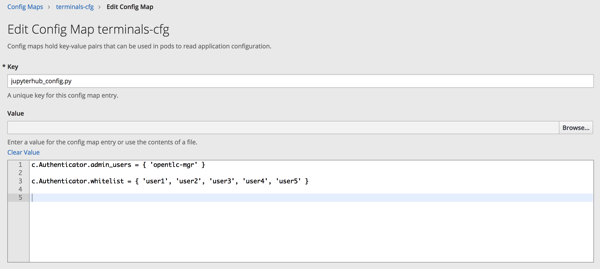 Config Maps › terminals-cfg › Edit Config Map
Edit Config Map terminals-cfg
Config maps hold key-value pairs that can be used in pods to read application configuration.
* Key
jupyterhub_config.py
A unique key for this config map entry.
Value
Browse...
Enter a value for the config map entry or use the contents of a file.
Clear Value
1 c.Authenticator.admin_users = { 'opentlc-mgr' }
2
3 c.Authenticator.whitelist = { 'user1', 'user2', 'user3', 'user4', 'user5' }
4
5